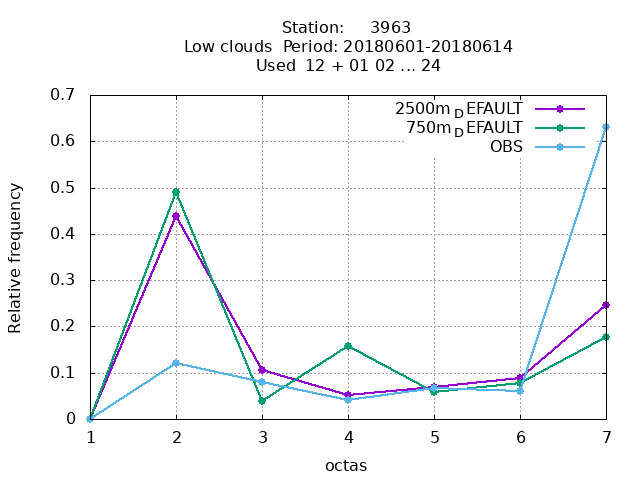 Station: 3963
Low clouds Period: 20180601-20180614
Used 12 + 01 02 ... 24
2500m_DEFAULT
750m_DEFAULT
OBS
Relative frequency
0.7
0.6
0.5
0.4
0.3
0.2
0.1
0
1 2 3 4 5 6 7
octas